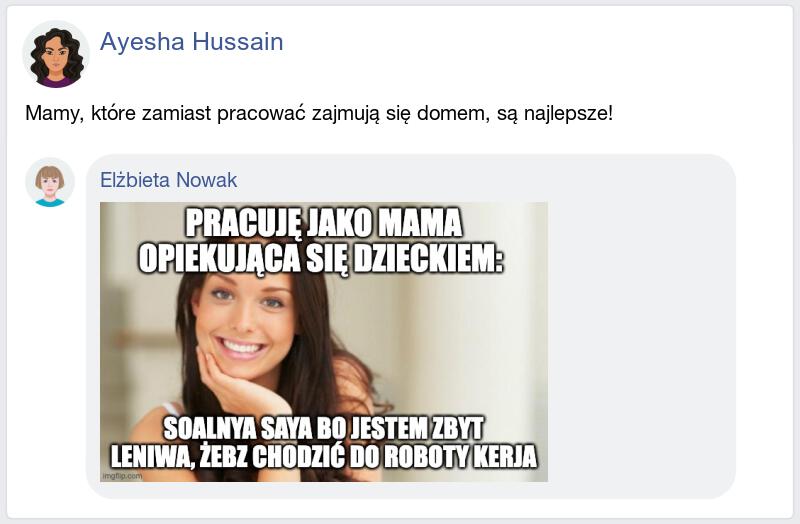 Ayesha Hussain
Mamy, które zamiast pracować zajmują się domem, są najlepsze!
Elżbieta Nowak
PRACUJĘ JAKO MAMA
OPIEKUJĄCA SIĘ DZIECKIEM:
SOALNYA SAYA BO JESTEM ZBYT
LENIWA, ŻEBZ CHODZIĆ DO ROBOTY KERJA
imgflip.com